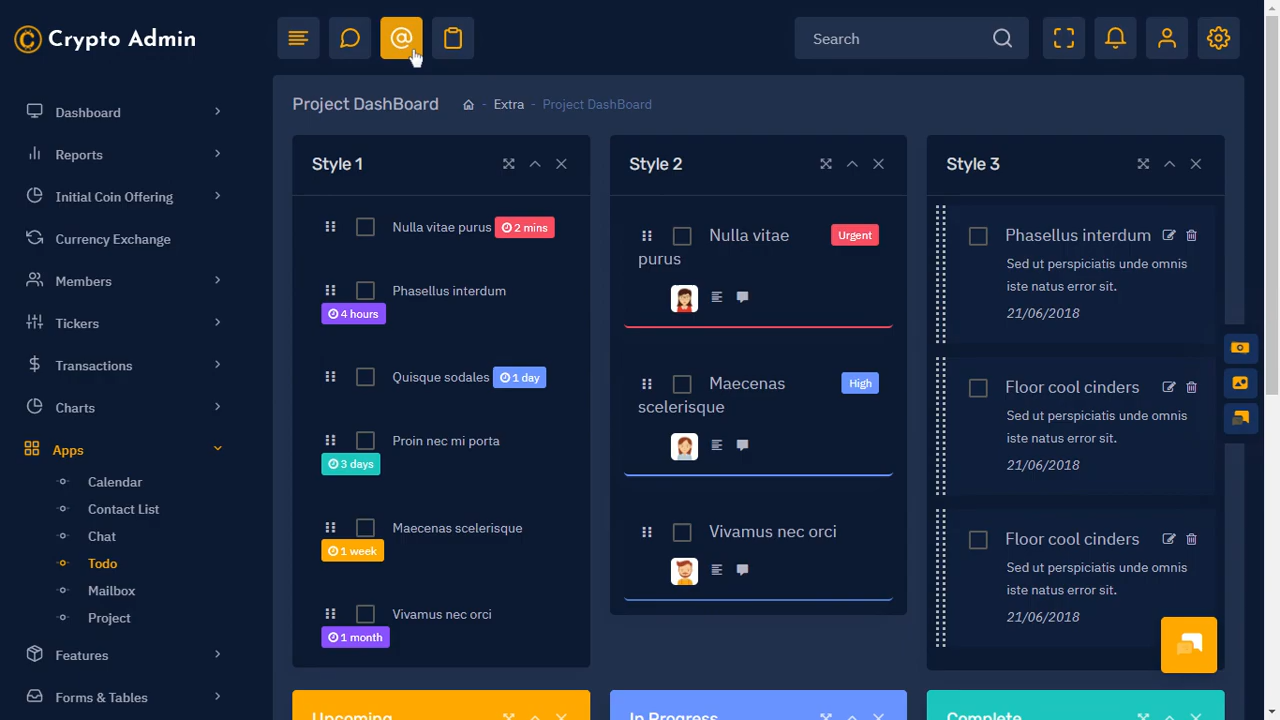 Crypto Admin
Search
Dashboard
Reports
Initial Coin Offering
Currency Exchange
Members
Tickers
Transactions
Charts
Apps
Calendar
Contact List
Chat
Todo
Mailbox
Project
Features
Forms & Tables
Project DashBoard
- Extra - Project DashBoard
Style 1
Nulla vitae purus 2 mins
Phasellus interdum
4 hours
Quisque sodales 1 day
Proin nec mi porta
3 days
Maecenas scelerisque
1 week
Vivamus nec orci
1 month
Style 2
Nulla vitae Urgent
purus
Maecenas High
scelerisque
Vivamus nec orci
Style 3
Phasellus interdum
Sed ut perspiciatis unde omnis
iste natus error sit.
21/06/2018
Floor cool cinders
Sed ut perspiciatis unde omnis
iste natus error sit.
21/06/2018
Floor cool cinders
Sed ut perspiciatis unde omnis
iste natus error sit.
21/06/2018
Upcoming
In Progress
Complete